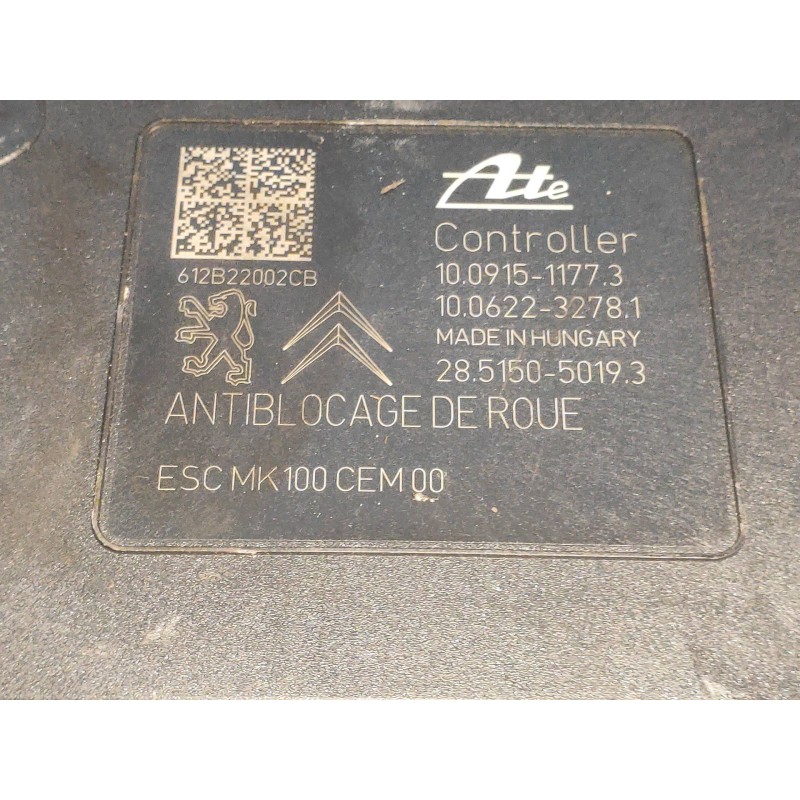 Ate
612B22002CB
Controller
10.0915-1177.3
10.0622-3278.1
MADE IN HUNGARY
28.5150-5019.3
ANTIBLOCAGE DE ROUE
ESC MK100 CEM 00